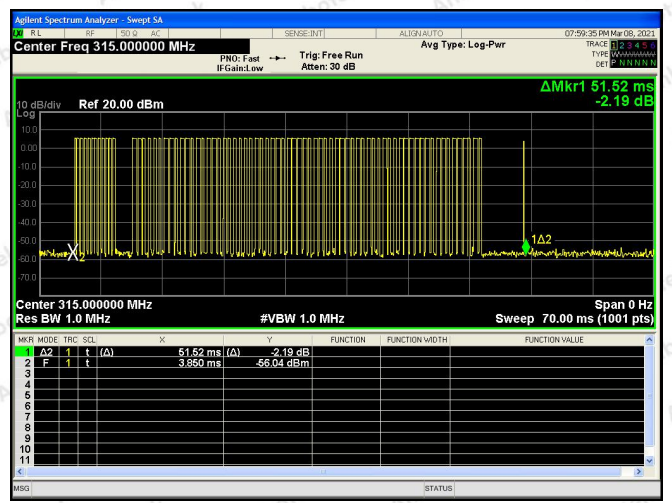 Agilent Spectrum Analyzer - Swept SA
RL RF 50 Ω AC SENSE:INT ALIGN AUTO 07:59:35 PM Mar 08, 2021
Center Freq 315.000000 MHz Avg Type: Log-Pwr TRACE 1 2 3 4 5 6
PNO: Fast Trig: Free Run TYPE
IFGain:Low Atten: 30 dB DET P N N N N N
ΔMkr1 51.52 ms
10 dB/div Ref 20.00 dBm -2.19 dB
Log
10.0
0.00
-10.0
-20.0
-30.0
-40.0
-50.0
1Δ2
-60.0
2
-70.0
Center 315.000000 MHz Span 0 Hz
Res BW 1.0 MHz #VBW 1.0 MHz Sweep 70.00 ms (1001 pts)
MKR MODE TRC SCL X Y FUNCTION FUNCTION WIDTH FUNCTION VALUE
1 Δ2 1 t (Δ) 51.52 ms (Δ) -2.19 dB
2 F 1 t 3.850 ms -56.04 dBm
3
4
5
6
7
8
9
10
11
MSG STATUS